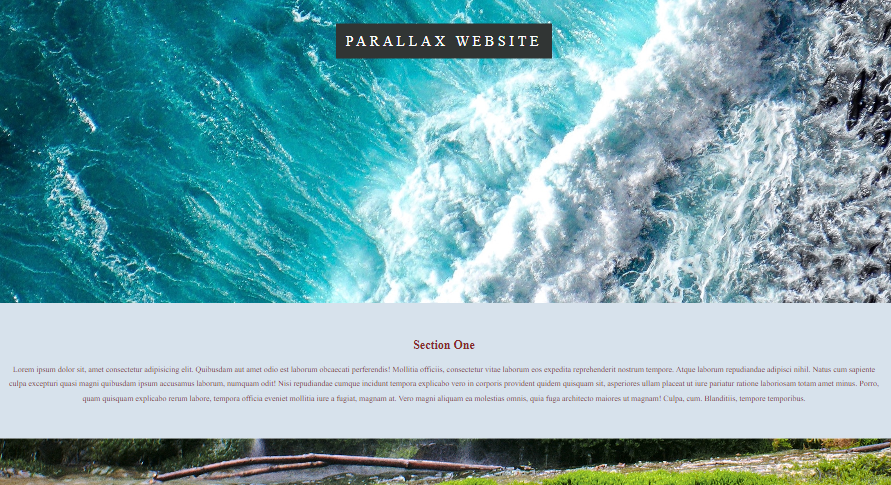 PARALLAX WEBSITE
Section One
Lorem ipsum dolor sit, amet consectetur adipisicing elit. Quibusdam aut amet odio est laborum obcaecati perferendis! Mollitia officiis, consectetur vitae laborum eos expedita reprehenderit nostrum tempore. Atque laborum repudiandae adipisci nihil. Natus cum sapiente
culpa excepturi quasi magni quibusdam ipsum accusamus laborum, numquam odit! Nisi repudiandae cumque incidunt tempora explicabo vero in corporis provident quidem quisquam sit, asperiores ullam placeat ut iure pariatur ratione laboriosam totam amet minus. Porro,
quam quisquam explicabo rerum labore, tempora officia eveniet mollitia iure a fugiat, magnam at. Vero magni aliquam ea molestias omnis, quia fuga architecto maiores ut magnam! Culpa, cum. Blanditiis, tempore temporibus.